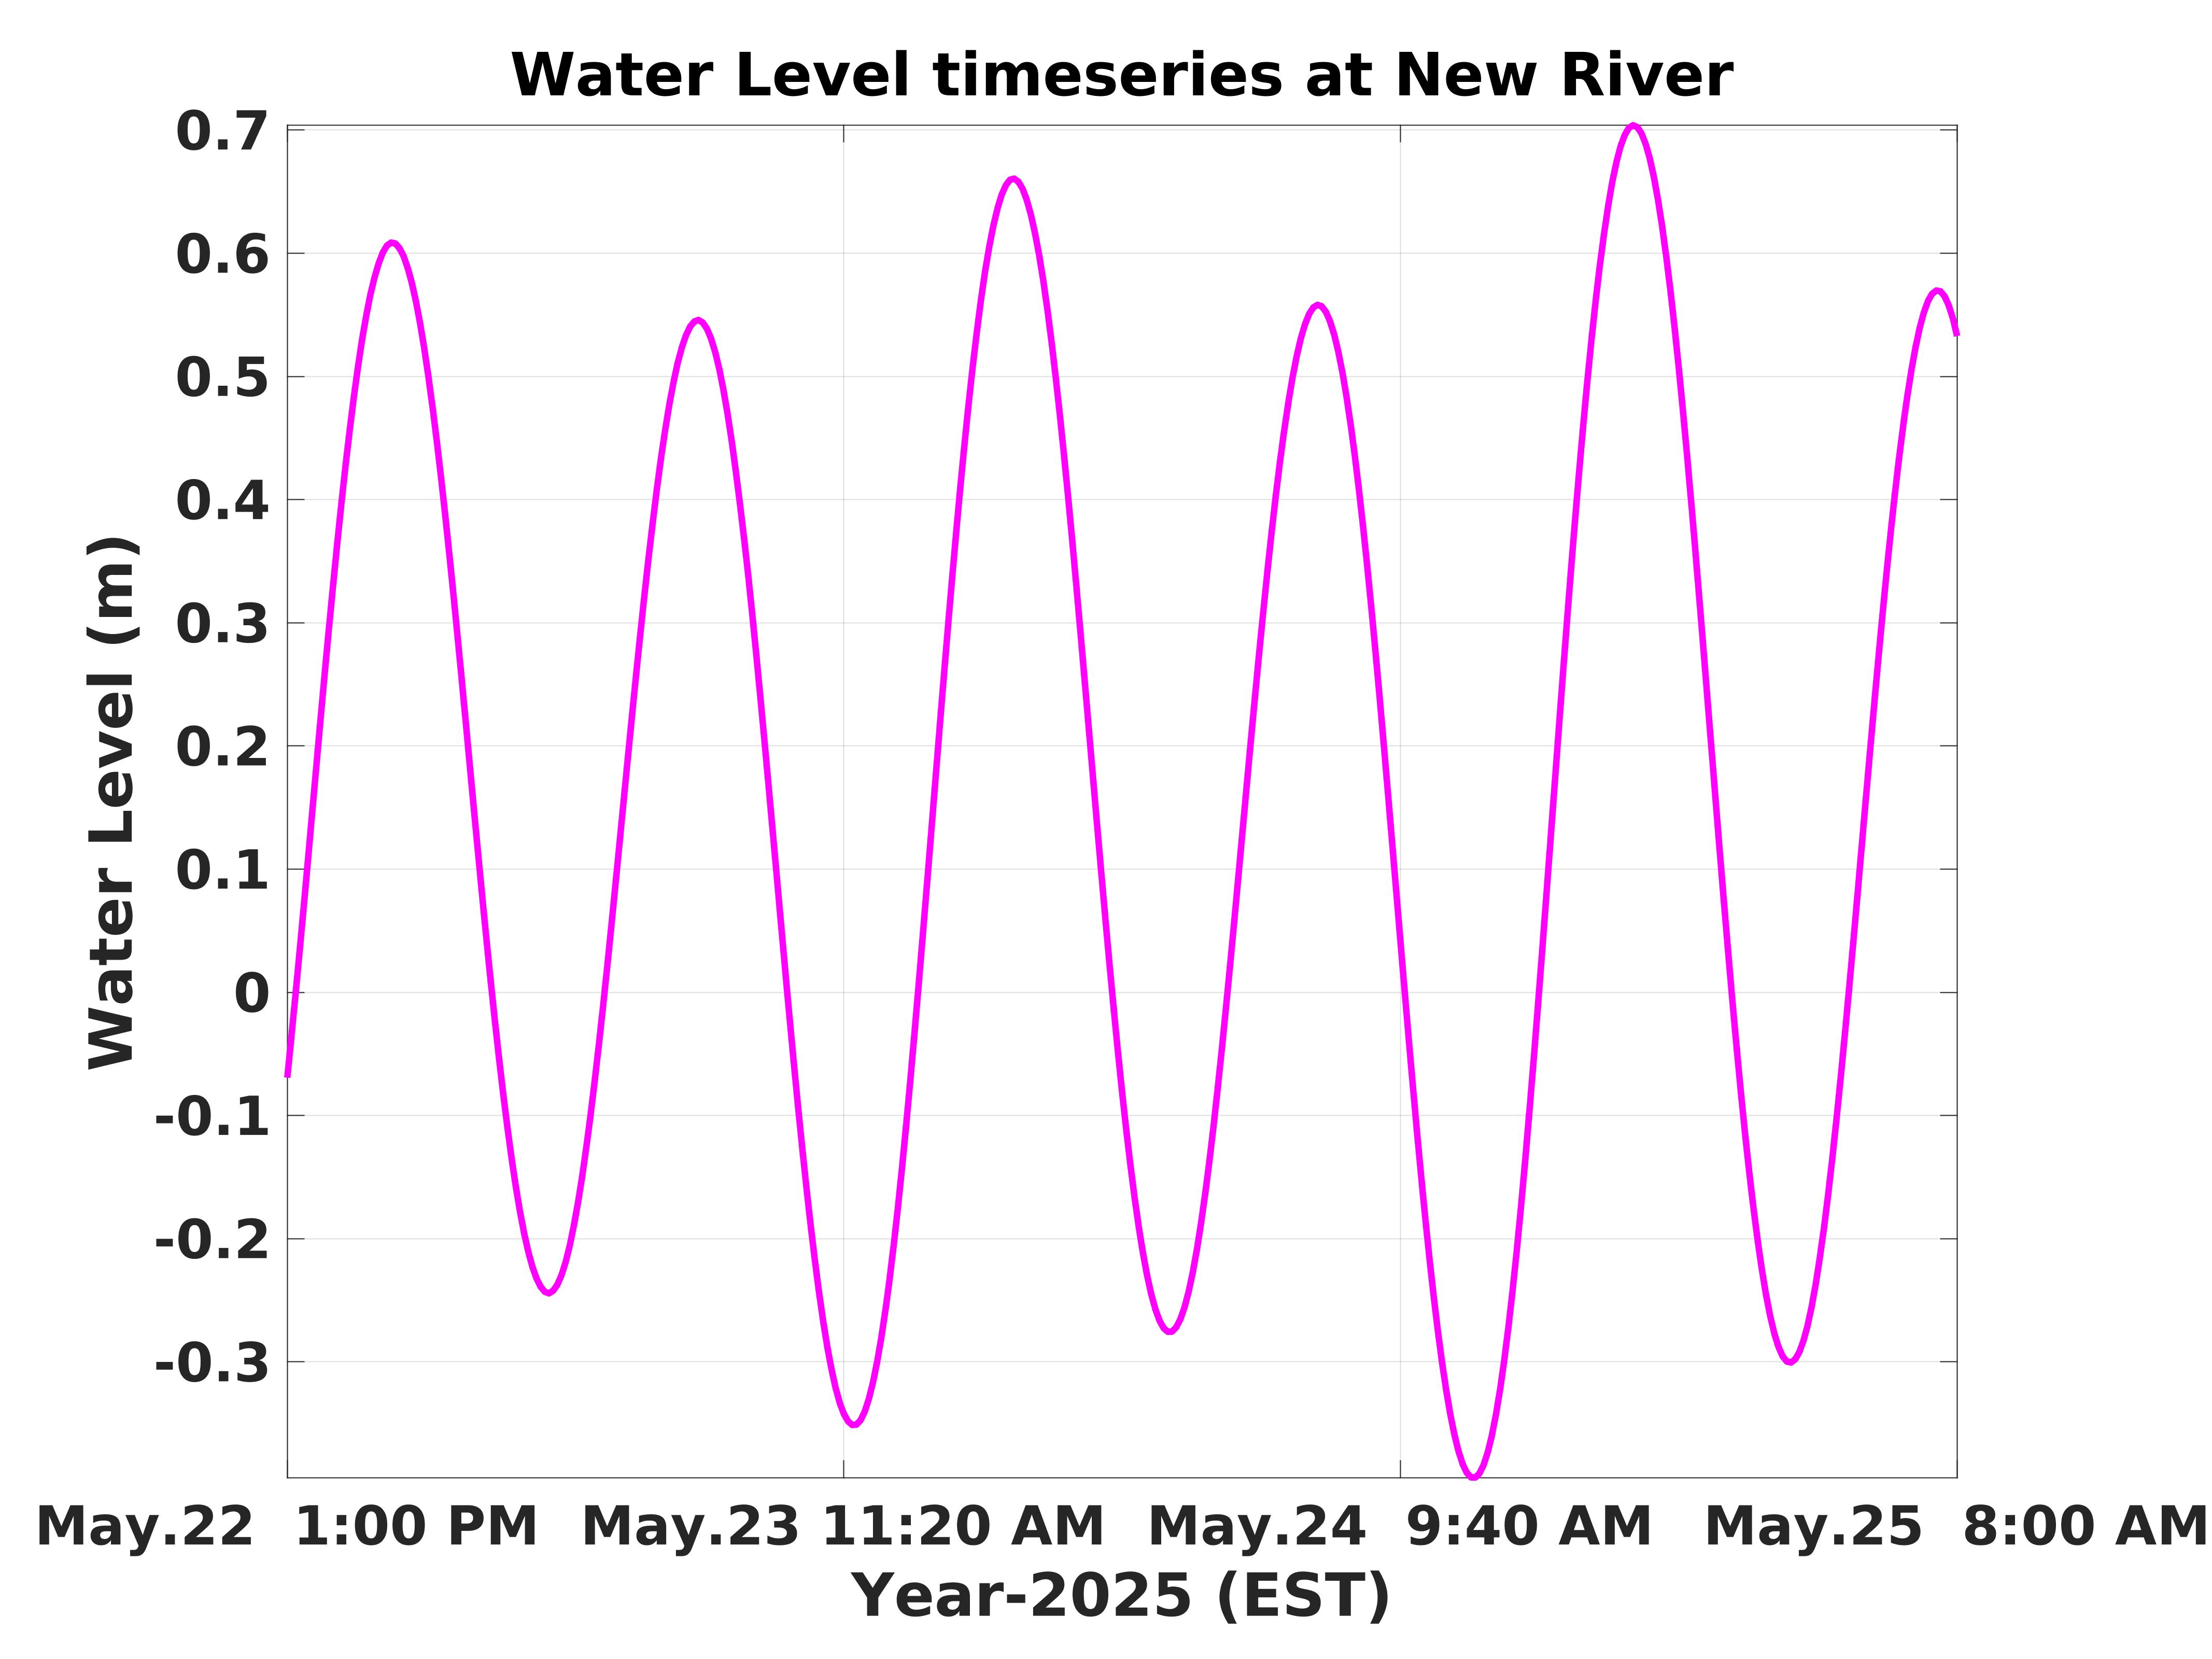 Water Level timeseries at New River
0.7
0.6
0.5
0.4
0.3
0.2
0.1
0
-0.1
-0.2
-0.3
Water Level (m)
May.22 1:00 PM May.23 11:20 AM May.24 9:40 AM May.25 8:00 AM
Year-2025 (EST)